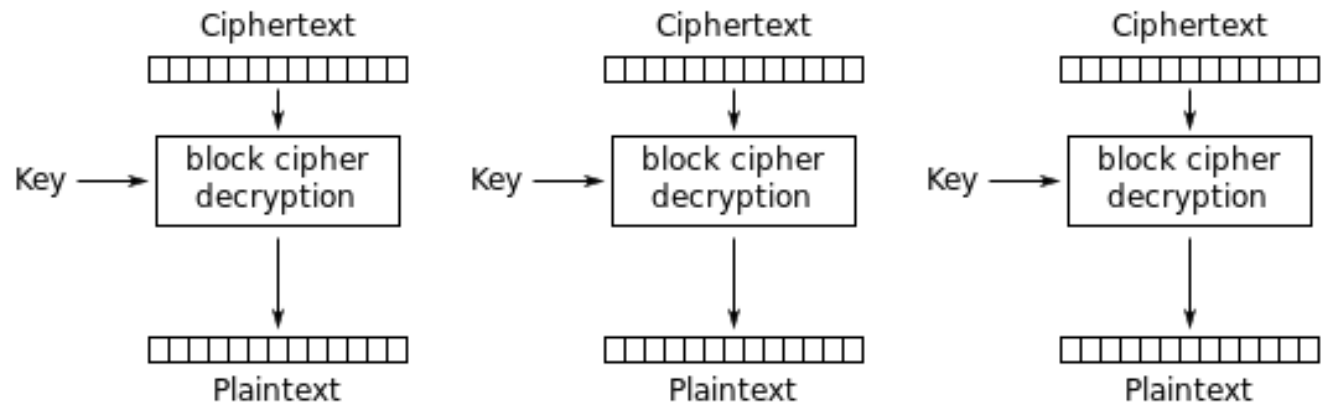 Ciphertext
Ciphertext
Ciphertext
Key
block cipher
decryption
Key
block cipher
decryption
Key
block cipher
decryption
Plaintext
Plaintext
Plaintext